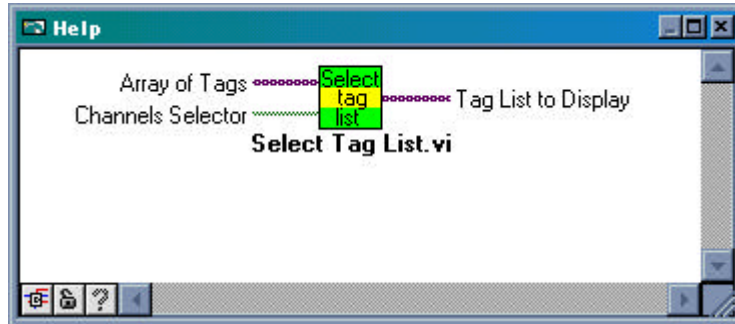 Help
Array of Tags
Channels Selector
Select
tag
list
Tag List to Display
Select Tag List.vi
?